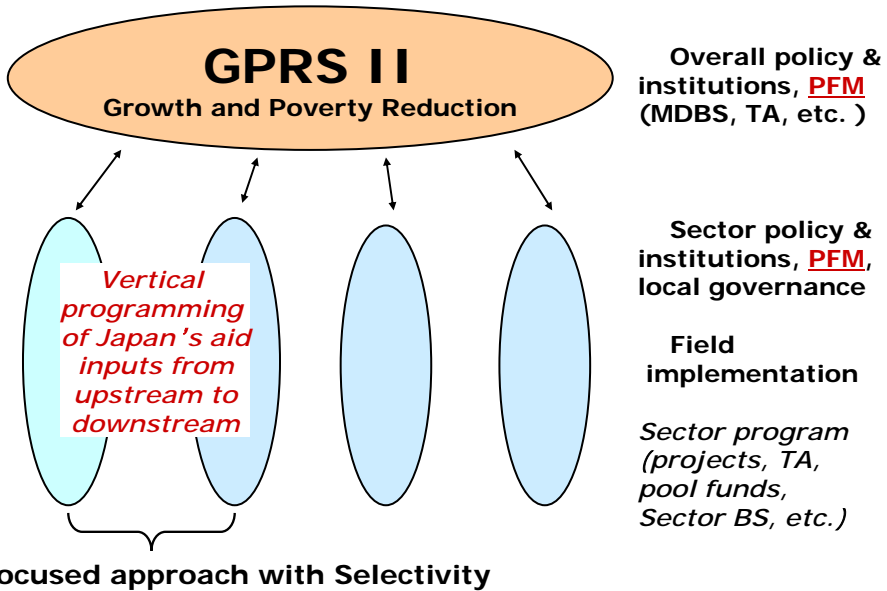 GPRS II
Growth and Poverty Reduction
Overall policy &
institutions, PFM
(MDBS, TA, etc. )
Vertical
programming
of Japan's aid
inputs from
upstream to
downstream
Sector policy &
institutions, PFM,
local governance
Field
implementation
Sector program
(projects, TA,
pool funds,
Sector BS, etc.)
ocused approach with Selectivity